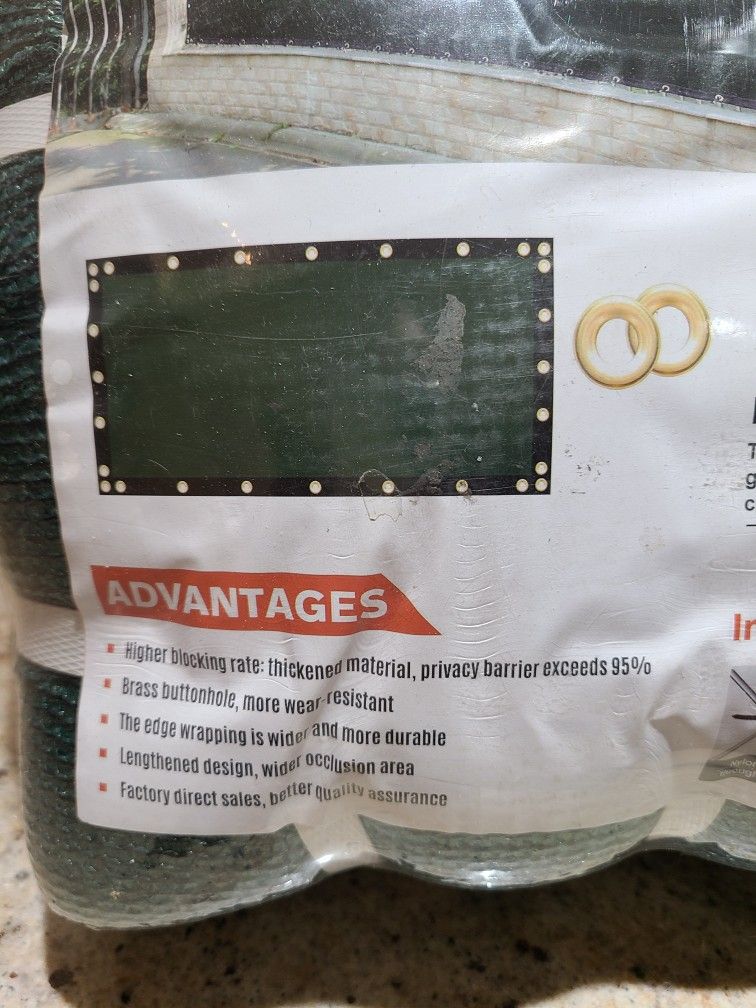 ADVANTAGES
Higher blocking rate: thickened material, privacy barrier exceeds 95%
Brass buttonhole, more wear-resistant
The edge wrapping is wider and more durable
Lengthened design, wider occlusion area
Factory direct sales, better quality assurance